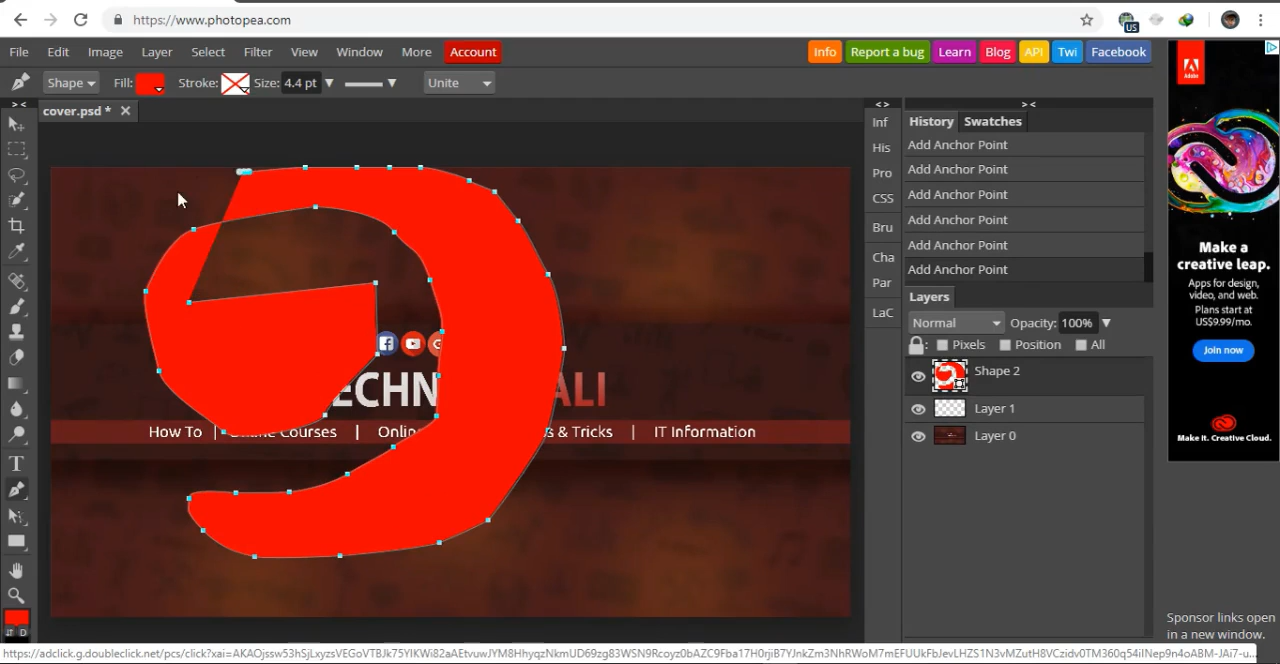 https://www.photopea.com
US
File Edit Image Layer Select Filter View Window More Account
Info Report a bug Learn Blog API Twi Facebook
Shape Fill: Stroke: Size: 4.4 pt Unite
> < cover.psd * < > > <
Inf
His
Pro
CSS
Bru
Cha
Par
LaC
History Swatches
Add Anchor Point
Add Anchor Point
Add Anchor Point
Add Anchor Point
Add Anchor Point
Add Anchor Point
Layers
Normal Opacity: 100%
: Pixels Position All
Shape 2
Layer 1
Layer 0
ECHN ALI
How To | Courses | Onlin s & Tricks | IT Information
T
D
Adobe
Make a
creative leap.
Apps for design,
video, and web.
Plans start at
US$9.99/mo.
Join now
Make It. Creative Cloud.
Sponsor links open
in a new window.